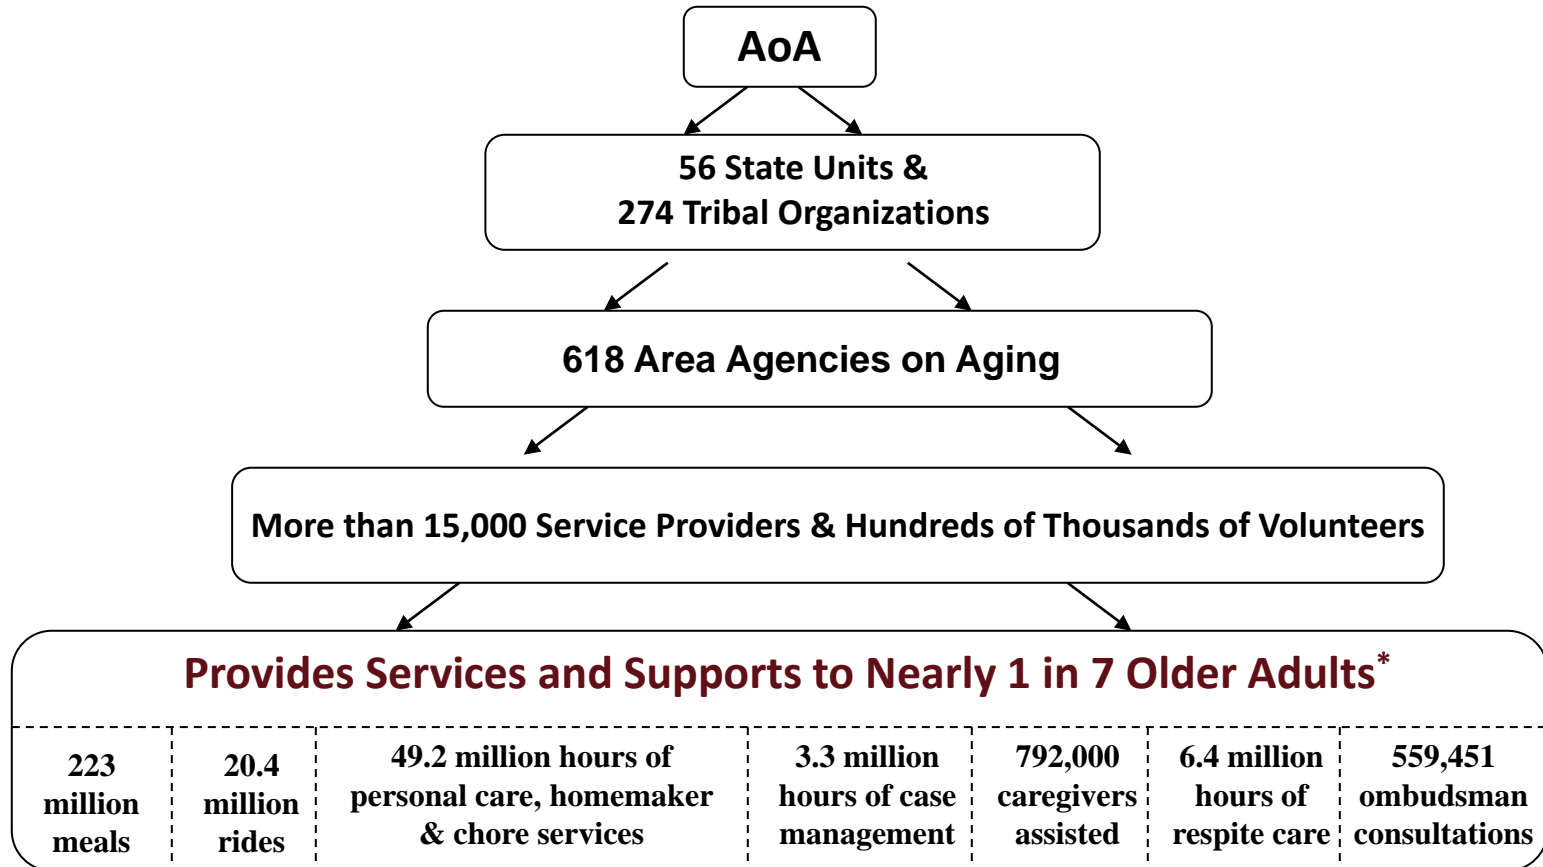 AoA
56 State Units &
274 Tribal Organizations
618 Area Agencies on Aging
More than 15,000 Service Providers & Hundreds of Thousands of Volunteers
Provides Services and Supports to Nearly 1 in 7 Older Adults*
223
million
meals
20.4
million
rides
49.2 million hours of
personal care, homemaker
& chore services
3.3 million
hours of case
management
792,000
caregivers
assisted
6.4 million
hours of
respite care
559,451
ombudsman
consultations